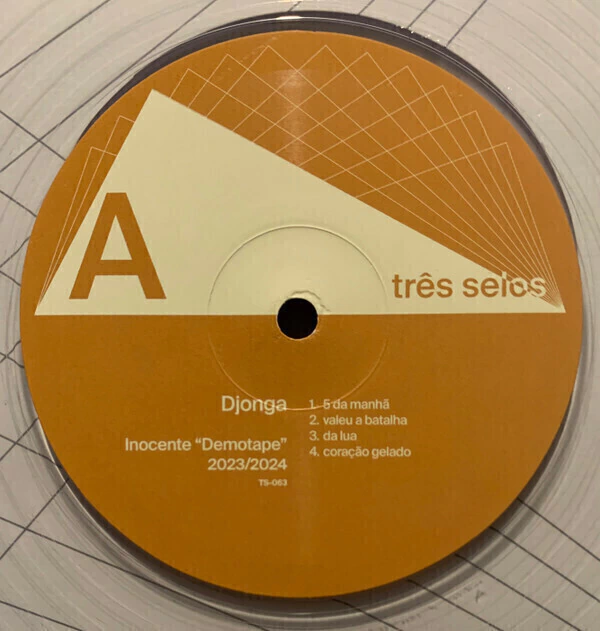 A
três selos
Djonga
Inocente “Demotape”
2023/2024
TS-063
1. 5 da manhã
2. valeu a batalha
3. da lua
4. coração gelado